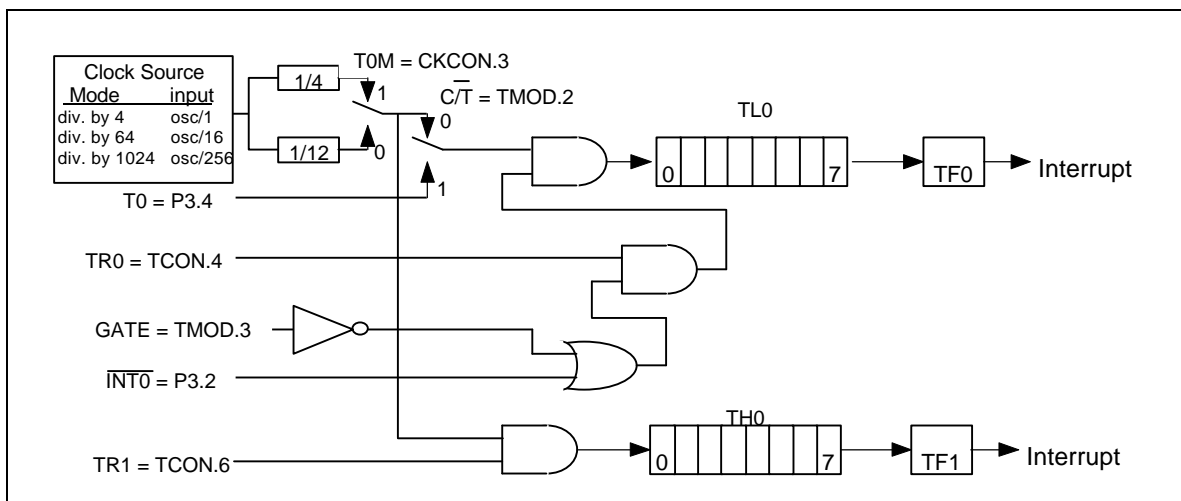 Clock Source
Mode input
div. by 4 osc/1
div. by 64 osc/16
div. by 1024 osc/256
1/4
1/12
T0M = CKCON.3
1
0
C/T̅ = TMOD.2
0
1
T0 = P3.4
TL0
0 7
TF0
Interrupt
TR0 = TCON.4
GATE = TMOD.3
I̅N̅T̅0̅ = P3.2
TR1 = TCON.6
TH0
0 7
TF1
Interrupt